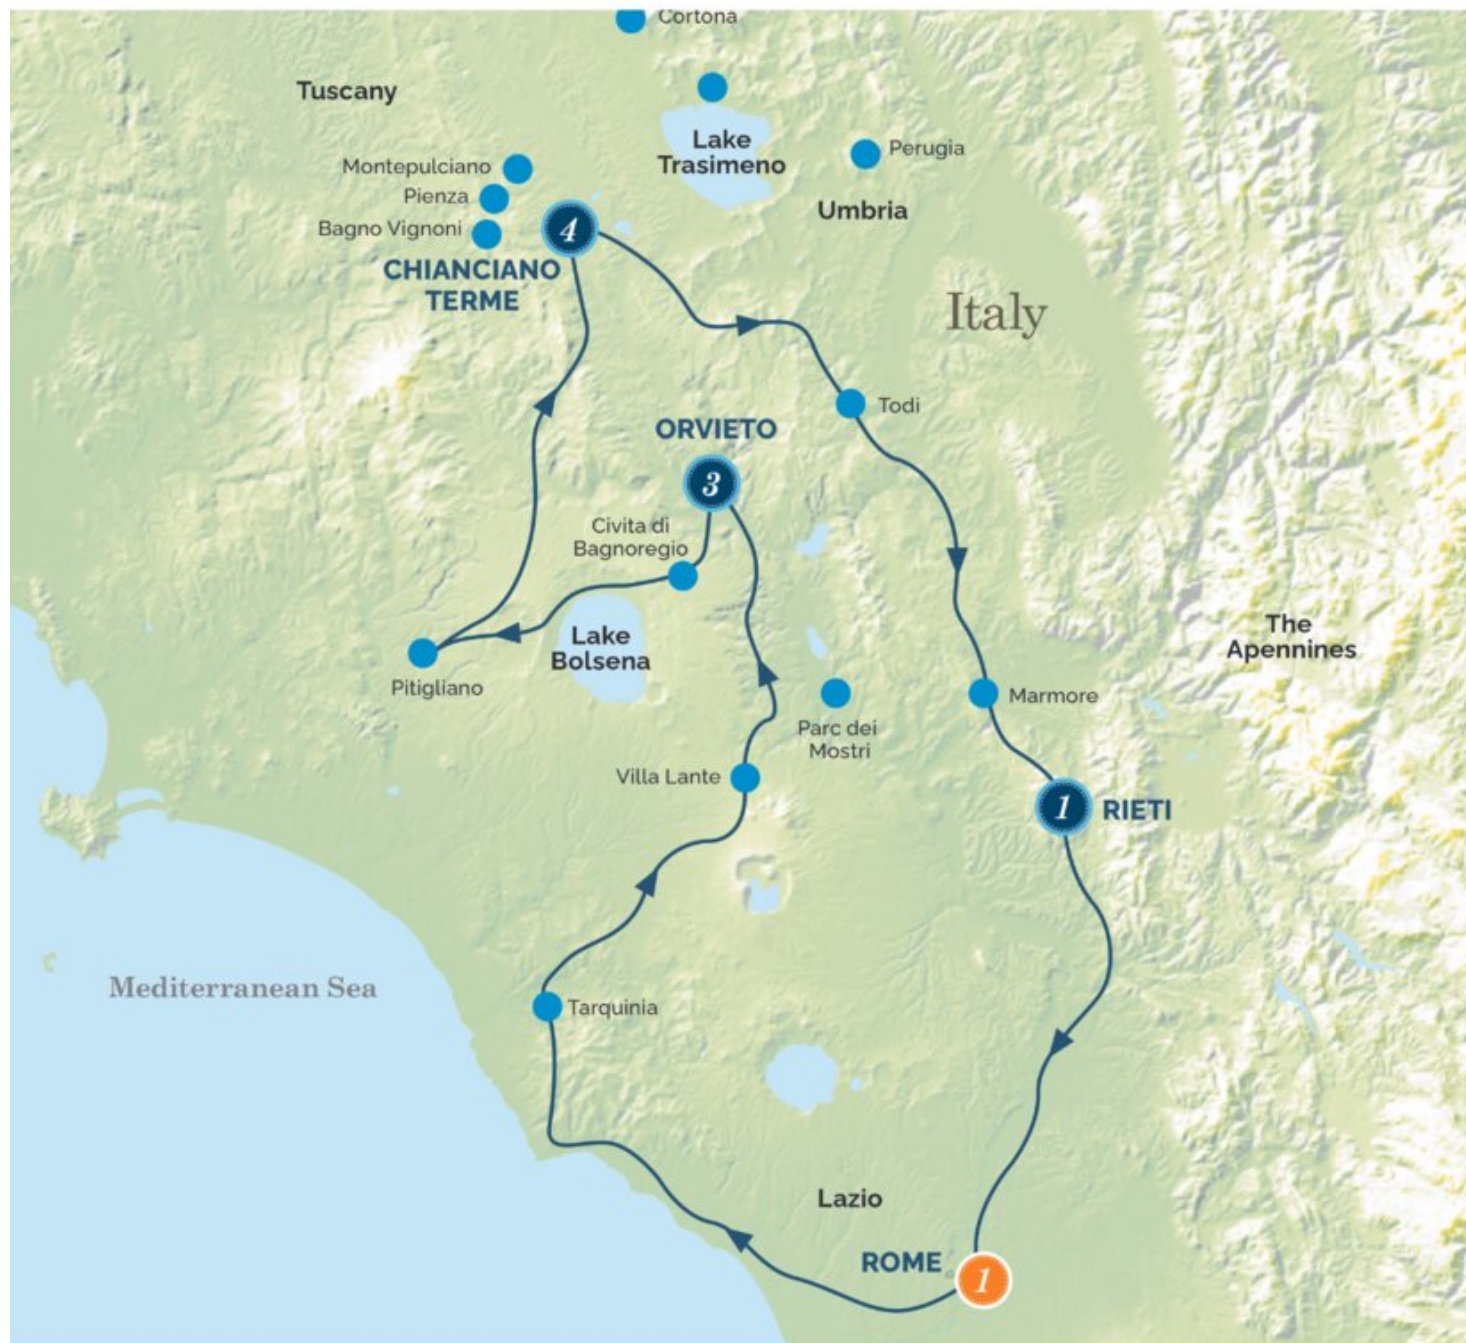 Cortona
Tuscany
Lake
Trasimeno
Perugia
Montepulciano
Pienza
Umbria
Bagno Vignoni
4
CHIANCIANO
TERME
Italy
Todi
ORVIETO
3
Civita di
Bagnoregio
Lake
Bolsena
The
Apennines
Pitigliano
Marmore
Parc dei
Mostri
Villa Lante
1
RIETI
Mediterranean Sea
Tarquinia
Lazio
ROME
1